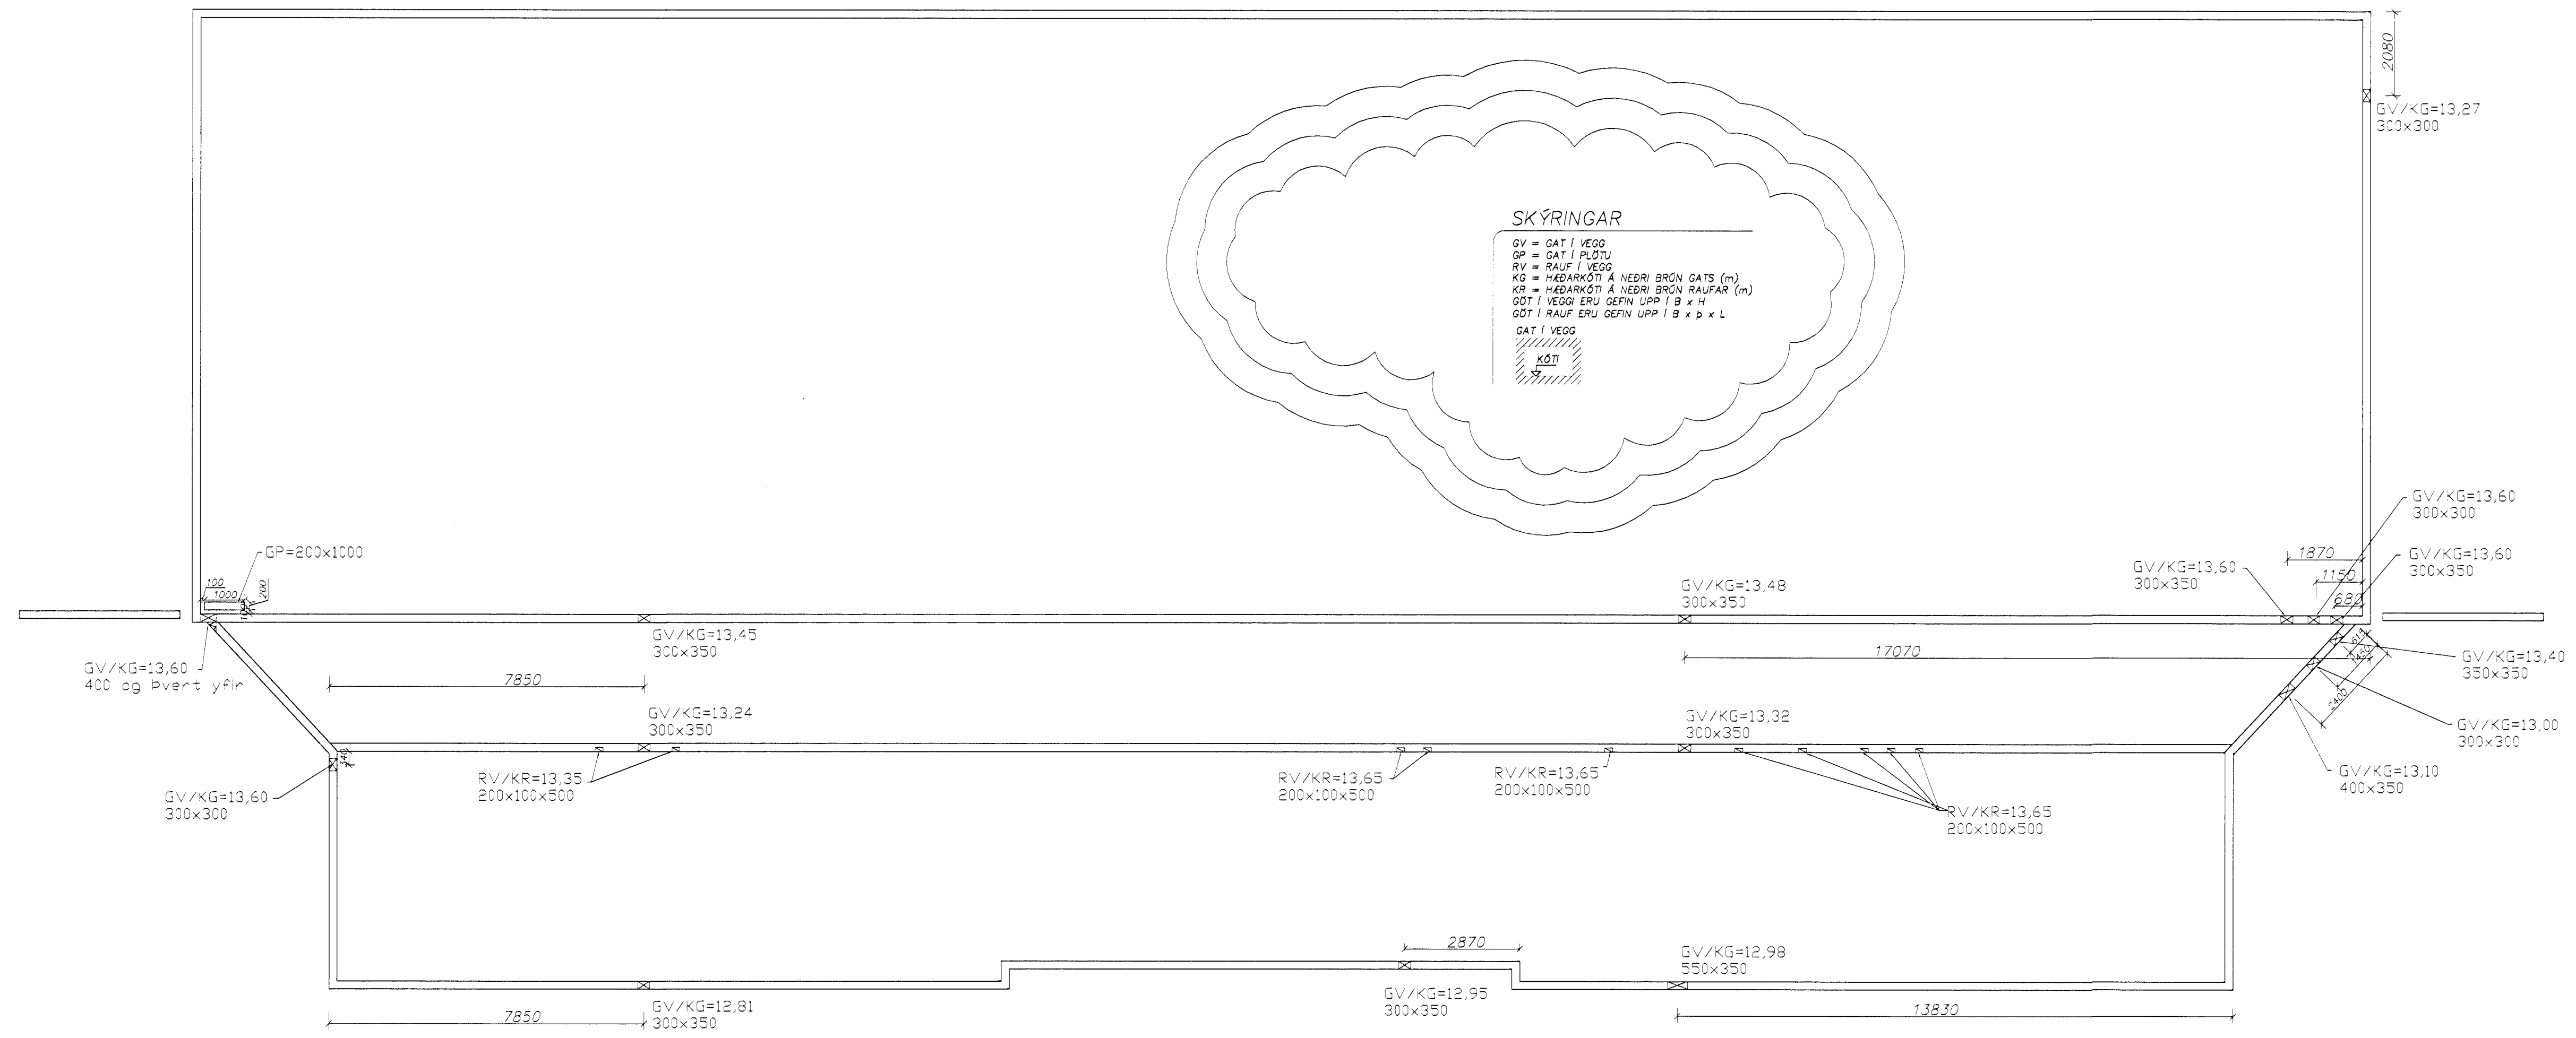 2080
GV/KG=13,27
300x300
SKÝRINGAR
GV = GAT Í VEGG
GP = GAT Í PLÖTU
RV = RAUF Í VEGG
KG = HÆÐARKÓTI Á NEÐRI BRÚN GATS (m)
KR = HÆÐARKÓTI Á NEÐRI BRÚN RAUFAR (m)
GÖT Í VEGGI ERU GEFIN UPP Í B x H
GÖT Í RAUF ERU GEFIN UPP Í B x Þ x L
GAT Í VEGG
KÓTI
GV/KG=13,60
300x300
GP=200x1000
100
1000
200
100
1870
GV/KG=13,60
300x350
GV/KG=13,60
300x350
1150
680
GV/KG=13,48
300x350
GV/KG=13,45
300x350
GV/KG=13,60
400 og Þvert yfir
7850
17070
1450
2400
GV/KG=13,40
350x350
GV/KG=13,24
300x350
GV/KG=13,32
300x350
GV/KG=13,00
300x300
340
GV/KG=13,60
300x300
RV/KR=13,35
200x100x500
RV/KR=13,65
200x100x500
RV/KR=13,65
200x100x500
GV/KG=13,10
400x350
RV/KR=13,65
200x100x500
2870
GV/KG=12,98
550x350
GV/KG=12,81
300x350
GV/KG=12,95
300x350
7850
13830